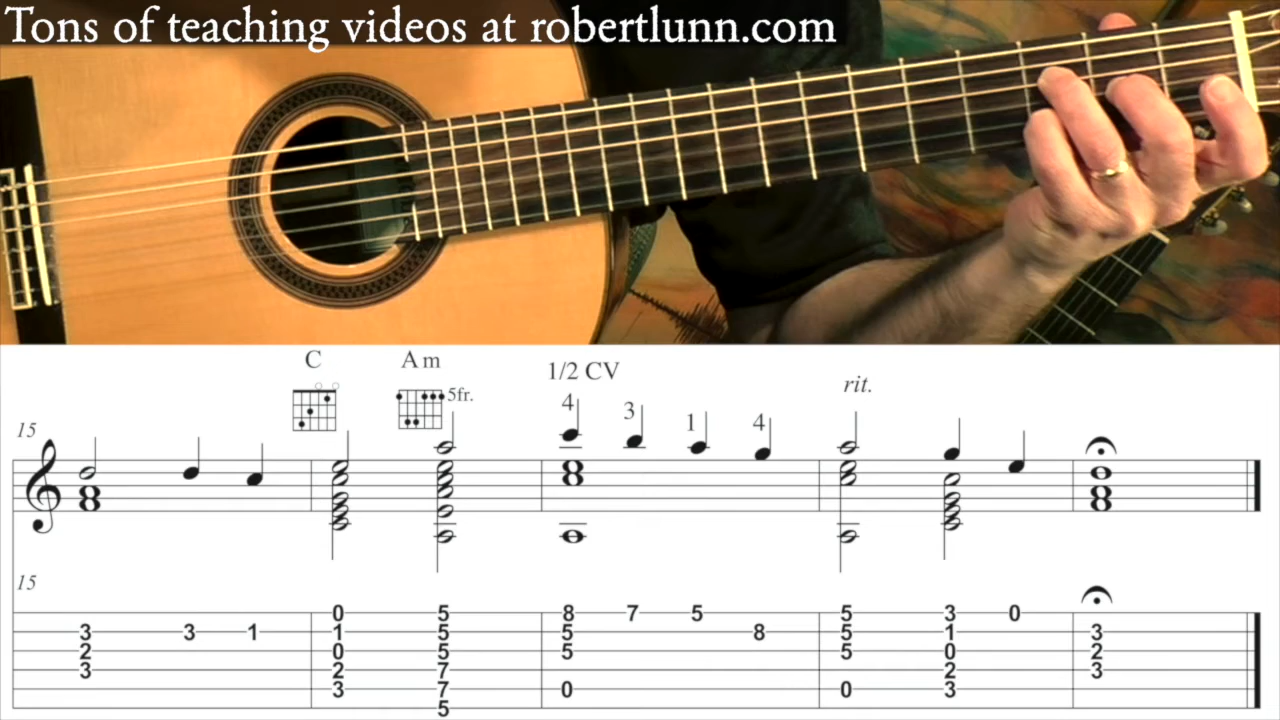 Tons of teaching videos at robertlunn.com
C Am
5fr.
1/2 CV
rit.
4 3 1 4
15
15
0 5 8 7 5 5 3 0
3 3 1 1 5 5 8 5 1 3
2 0 5 5 5 0 2
3 2 7 2 3
3 7 0 0 3
5